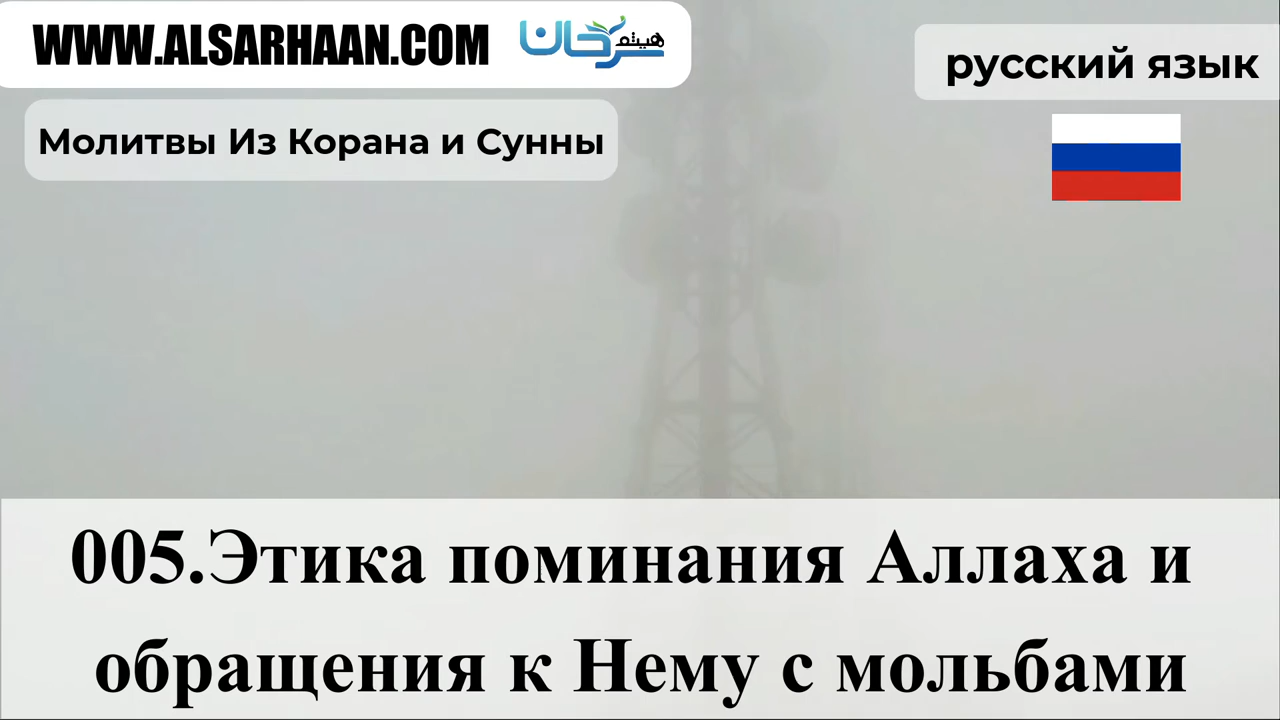 WWW.ALSARHAAN.COM
هيثم سرحان
русский язык
Молитвы Из Корана и Сунны
005.Этика поминания Аллаха и
обращения к Нему с мольбами